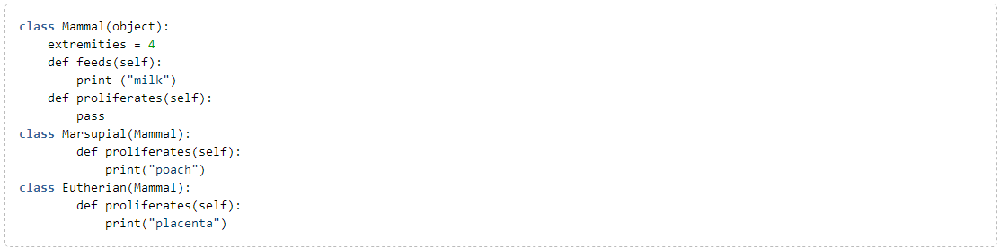 class Mammal(object):
    extremities = 4
    def feeds(self):
        print ("milk")
    def proliferates(self):
        pass
class Marsupial(Mammal):
        def proliferates(self):
            print("poach")
class Eutherian(Mammal):
        def proliferates(self):
            print("placenta")